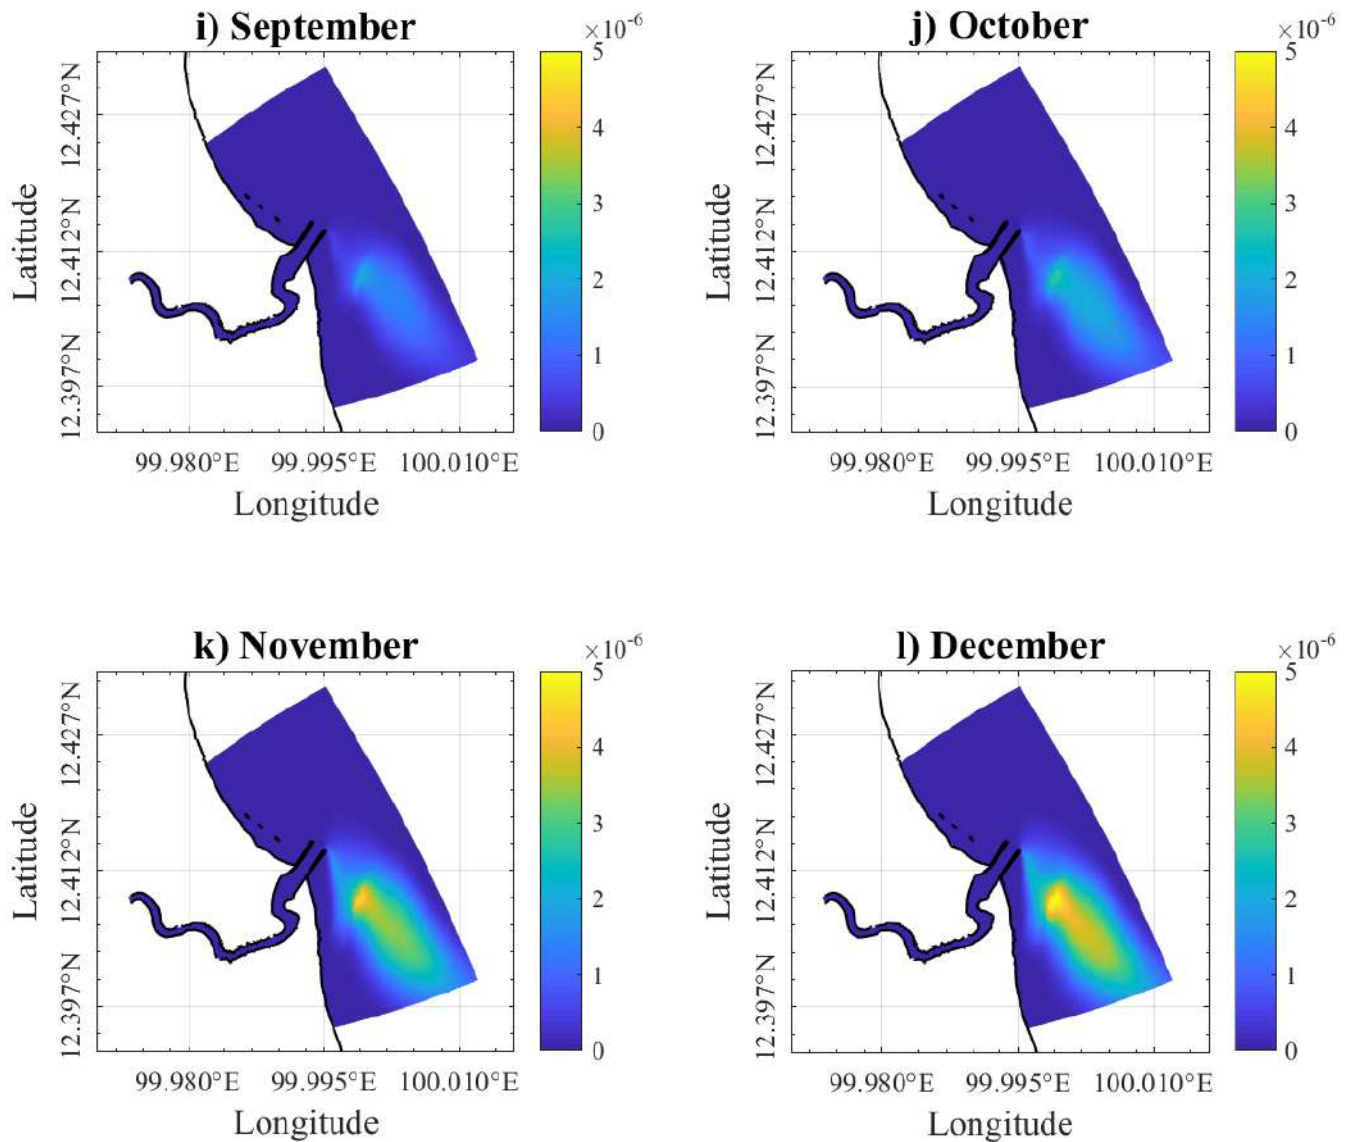 i) September
×10⁻⁶
5
4
3
2
1
0
12.427°N
12.412°N
12.397°N
Latitude
99.980°E 99.995°E 100.010°E
Longitude
j) October
×10⁻⁶
5
4
3
2
1
0
12.427°N
12.412°N
12.397°N
Latitude
99.980°E 99.995°E 100.010°E
Longitude
k) November
×10⁻⁶
5
4
3
2
1
0
12.427°N
12.412°N
12.397°N
Latitude
99.980°E 99.995°E 100.010°E
Longitude
l) December
×10⁻⁶
5
4
3
2
1
0
12.427°N
12.412°N
12.397°N
Latitude
99.980°E 99.995°E 100.010°E
Longitude